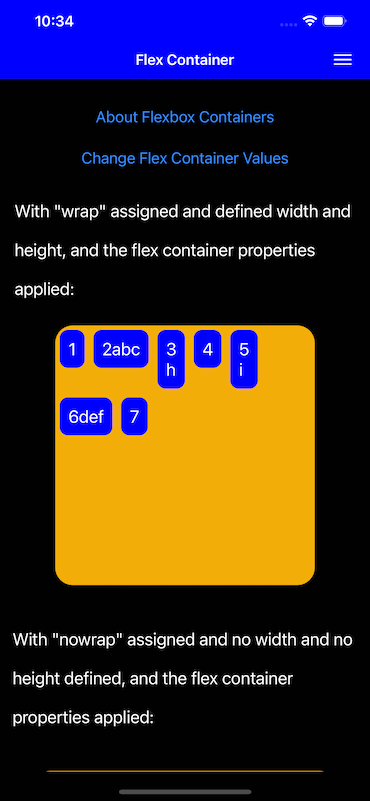 10:34
Flex Container
About Flexbox Containers
Change Flex Container Values
With "wrap" assigned and defined width and
height, and the flex container properties
applied:
1 2abc 3 4 5
h i
6def 7
With "nowrap" assigned and no width and no
height defined, and the flex container
properties applied: